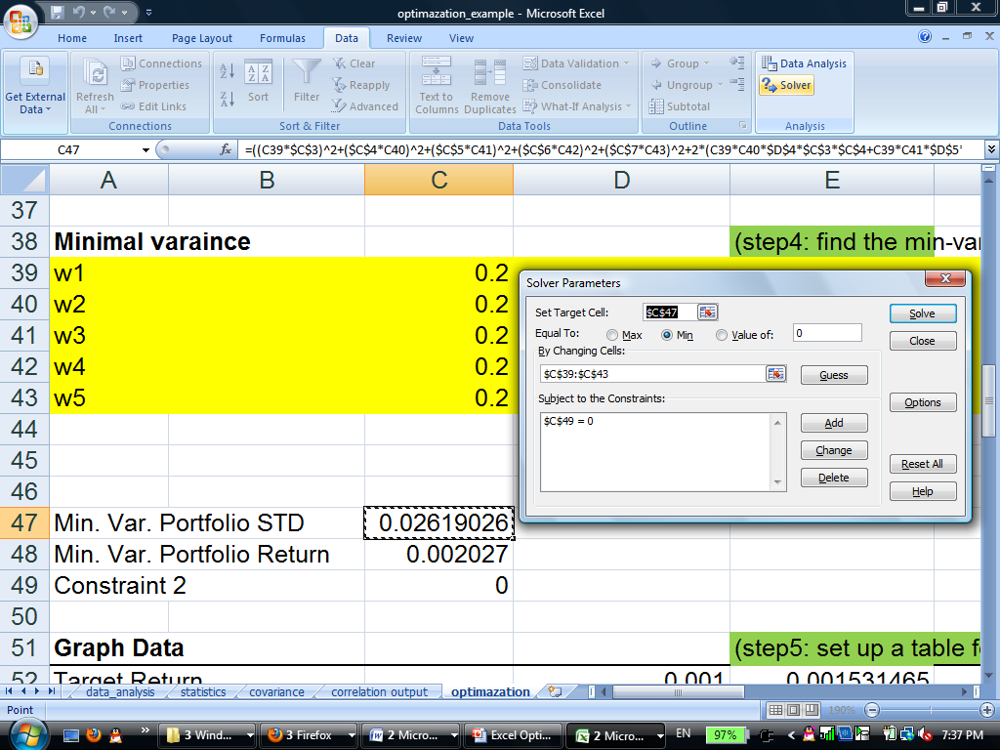 optimazation_example - Microsoft Excel
Home Insert Page Layout Formulas Data Review View
Get External Data
Refresh All
Connections
Properties
Edit Links
Connections
Sort
Filter
Clear
Reapply
Advanced
Sort & Filter
Text to Columns
Remove Duplicates
Data Validation
Consolidate
What-If Analysis
Data Tools
Group
Ungroup
Subtotal
Outline
Data Analysis
Solver
Analysis
C47 fx =((C39*$C$3)^2+($C$4*C40)^2+($C$5*C41)^2+($C$6*C42)^2+($C$7*C43)^2+2*(C39*C40*$D$4*$C$3*$C$4+C39*C41*$D$5*
A B C D E
37
38 Minimal varaince (step4: find the min-var
39 w1 0.2
40 w2 0.2
41 w3 0.2
42 w4 0.2
43 w5 0.2
44
45
46
47 Min. Var. Portfolio STD 0.02619026
48 Min. Var. Portfolio Return 0.002027
49 Constraint 2 0
50
51 Graph Data (step5: set up a table f
52 Target Return 0.001 0.001531465
Solver Parameters
Set Target Cell: $C$47
Equal To: Max Min Value of: 0
By Changing Cells:
$C$39:$C$43
Subject to the Constraints:
$C$49 = 0
Solve
Close
Guess
Options
Add
Change
Delete
Reset All
Help
data_analysis statistics covariance correlation output optimazation
Point 190%
3 Wind... 3 Firefox 2 Micro... Excel Opti... 2 Micro... EN 97% 7:37 PM